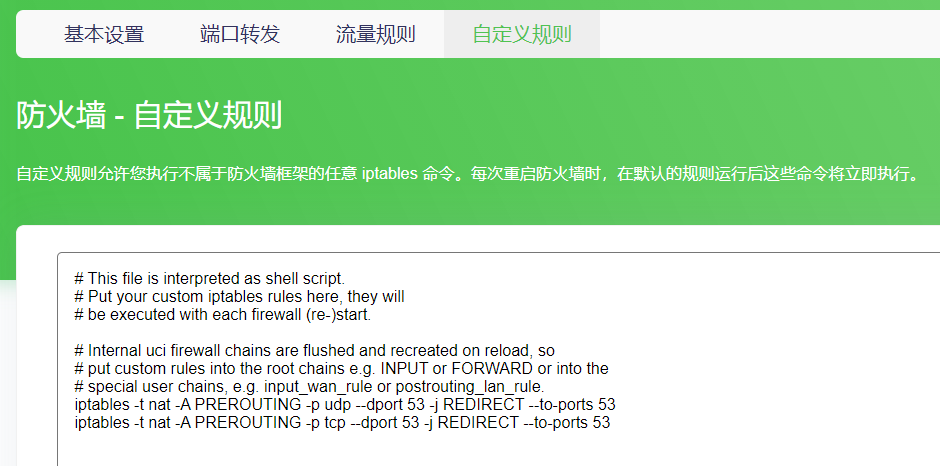 基本设置 端口转发 流量规则 自定义规则
防火墙 - 自定义规则
自定义规则允许您执行不属于防火墙框架的任意 iptables 命令。每次重启防火墙时，在默认的规则运行后这些命令将立即执行。
# This file is interpreted as shell script.
# Put your custom iptables rules here, they will
# be executed with each firewall (re-)start.
# Internal uci firewall chains are flushed and recreated on reload, so
# put custom rules into the root chains e.g. INPUT or FORWARD or into the
# special user chains, e.g. input_wan_rule or postrouting_lan_rule.
iptables -t nat -A PREROUTING -p udp --dport 53 -j REDIRECT --to-ports 53
iptables -t nat -A PREROUTING -p tcp --dport 53 -j REDIRECT --to-ports 53